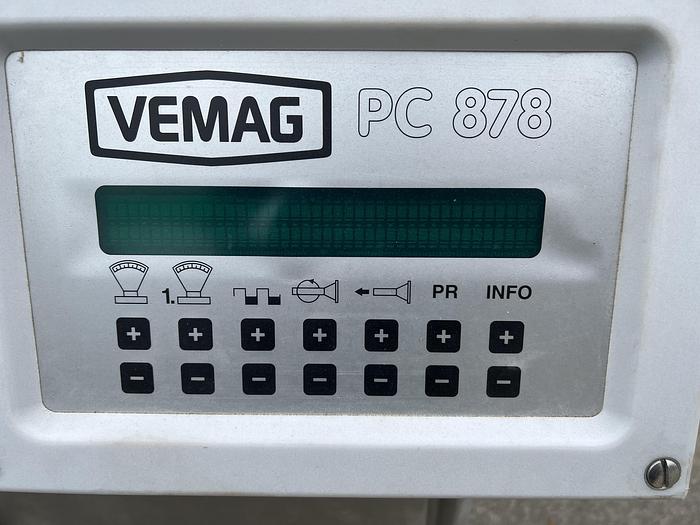 VEMAG PC 878
1. PR INFO
+ + + + + + +
- - - - - - -